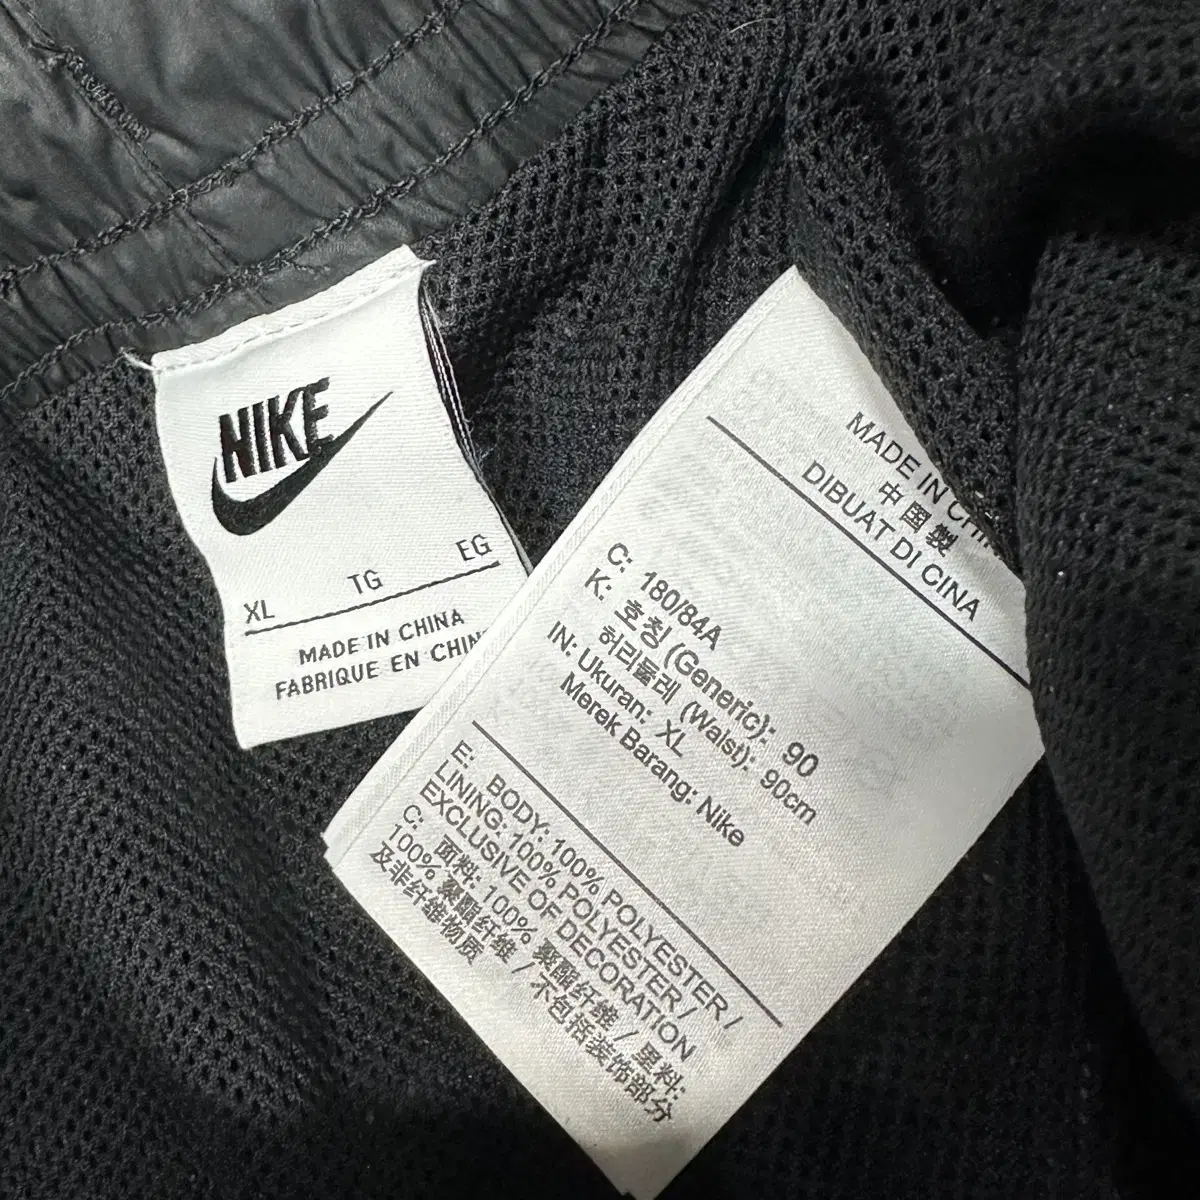 NIKE
XL TG EG
MADE IN CHINA
FABRIQUE EN CHIN
MADE IN CHIN
中国製
DIBUAT DI CINA
C: 180/84A
K: 호칭 (Generic): 90
허리둘레 (Waist): 90cm
IN: Ukuran: XL
Merek Barang: Nike
E: BODY: 100% POLYESTER /
LINING: 100% POLYESTER /
EXCLUSIVE OF DECORATION
C: 面料: 100% 聚酯纤维 / 里料:
100% 聚酯纤维 / 不包括装饰部分
及非纤维物质